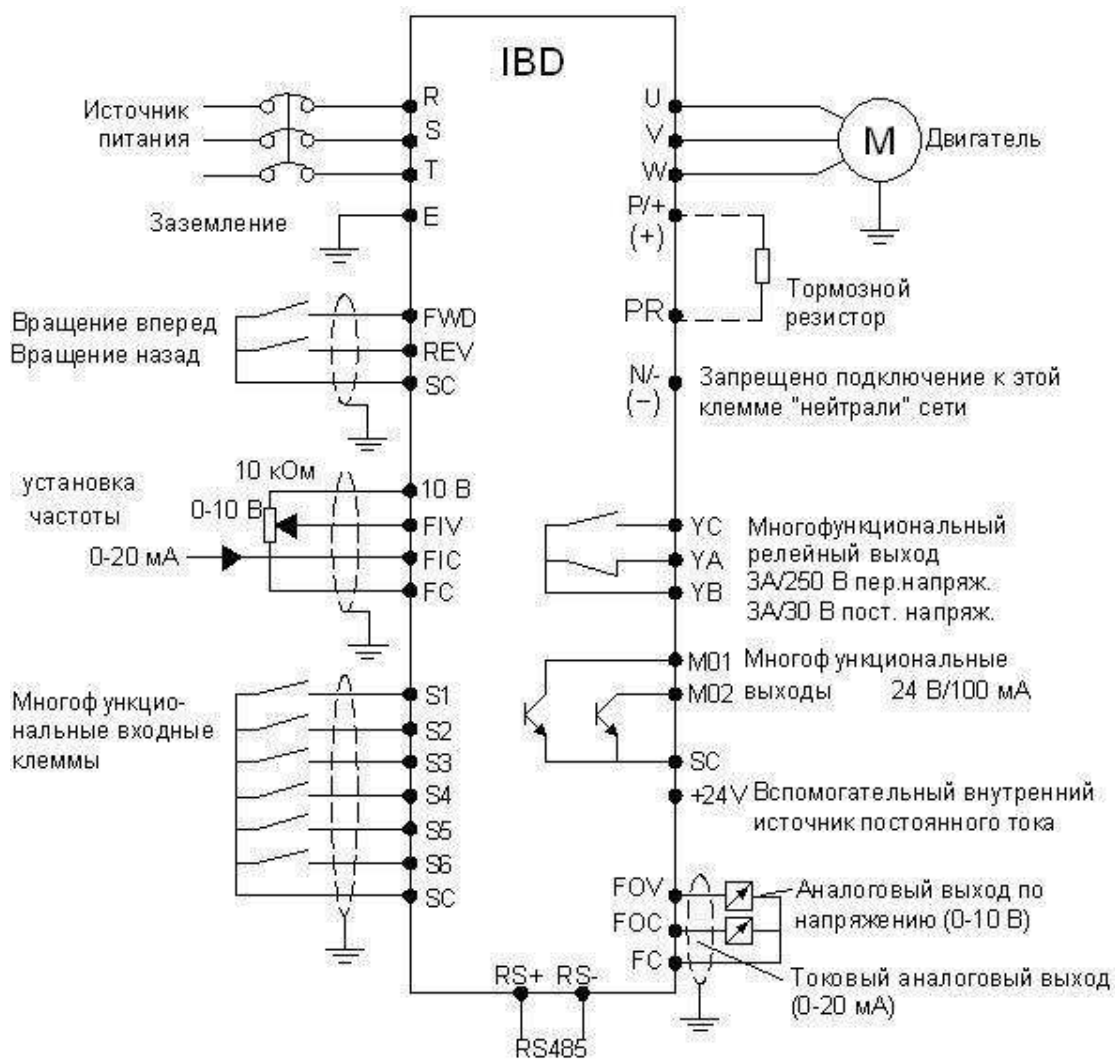 IBD
Источник
питания
R
S
T
Заземление
E
U
V
W
M
Двигатель
P/+
(+)
PR
Тормозной
резистор
N/-
(–)
Запрещено подключение к этой
клемме "нейтрали" сети
Вращение вперед
Вращение назад
FWD
REV
SC
установка
частоты
10 кОм
0-10 В
0-20 мА
10 В
FIV
FIC
FC
YC
YA
YB
Многофункциональный
релейный выход
3А/250 В пер.напряж.
3А/30 В пост. напряж.
M01
M02
Многофункциональные
выходы 24 В/100 мА
SC
+24V
Вспомогательный внутренний
источник постоянного тока
Многофункцио-
нальные входные
клеммы
S1
S2
S3
S4
S5
S6
SC
FOV
FOC
FC
Аналоговый выход по
напряжению (0-10 В)
Токовый аналоговый выход
(0-20 мА)
RS+ RS-
RS485